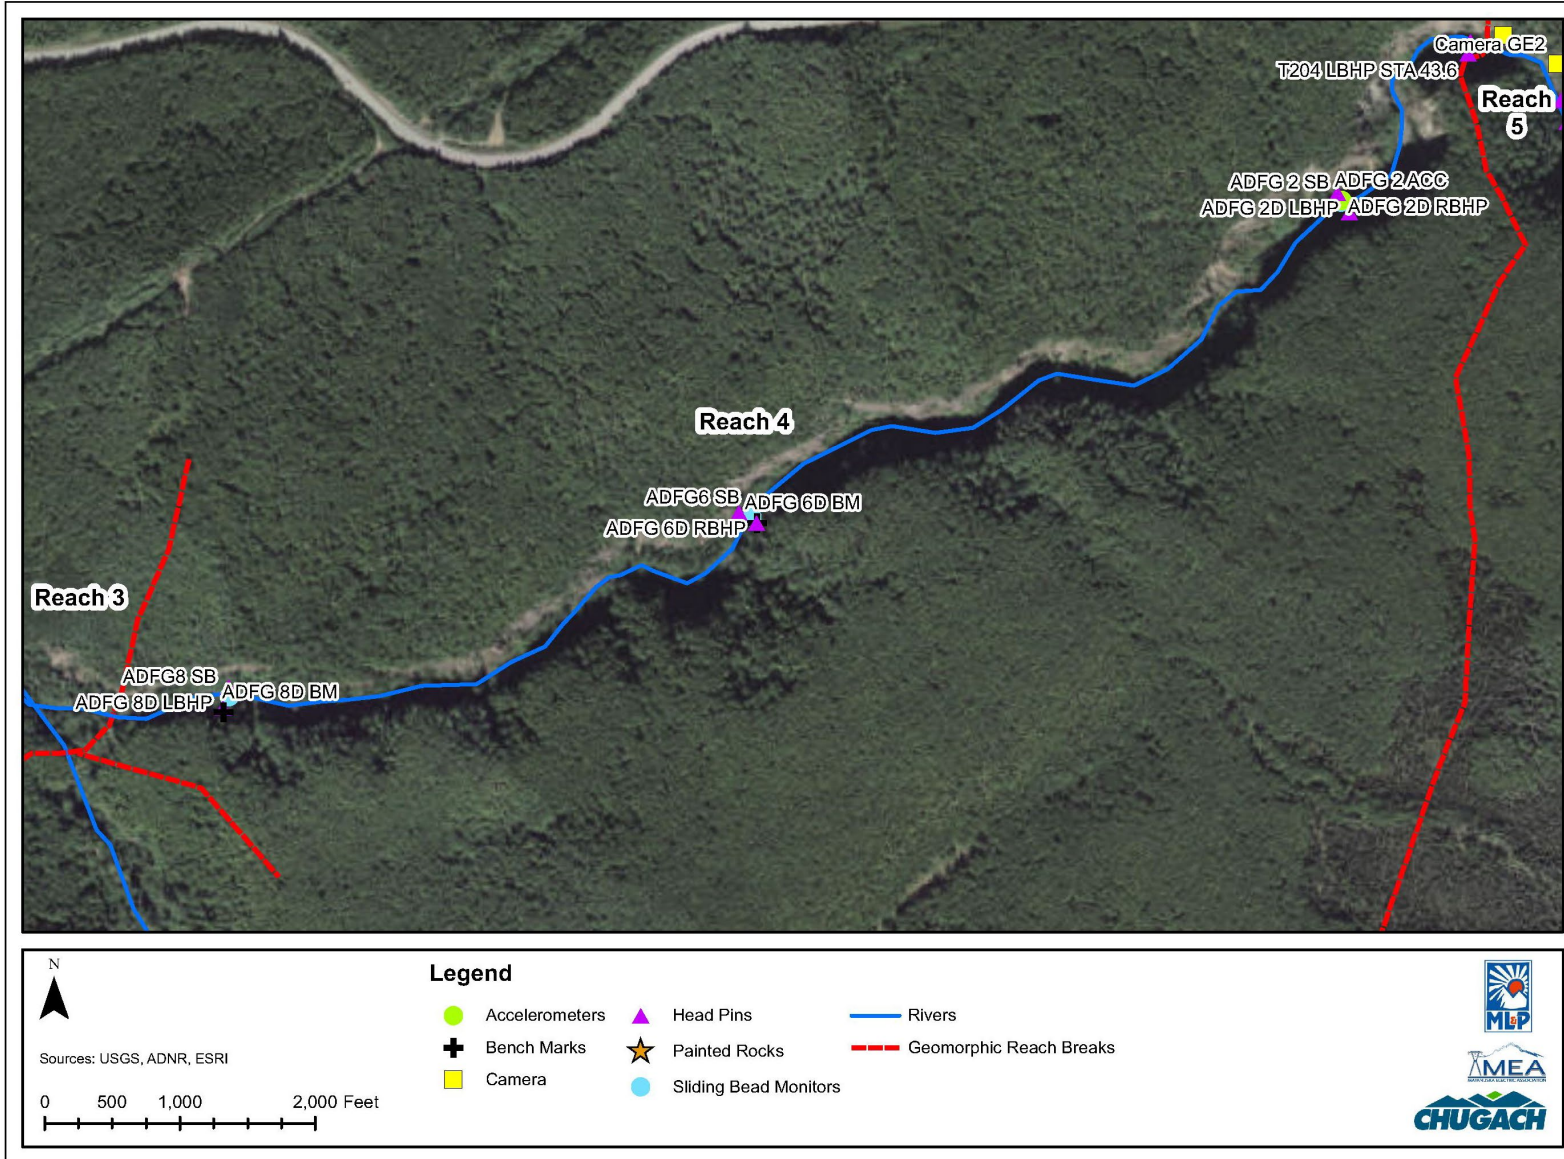 Camera GE2
T204 LBHP STA 43.6
Reach
5
ADFG 2 SB
ADFG 2 ACC
ADFG 2D LBHP
ADFG 2D RBHP
Reach 4
ADFG6 SB
ADFG 6D BM
ADFG 6D RBHP
Reach 3
ADFG8 SB
ADFG 8D BM
ADFG 8D LBHP
N
Sources: USGS, ADNR, ESRI
0 500 1,000 2,000 Feet
Legend
Accelerometers
Bench Marks
Camera
Head Pins
Painted Rocks
Sliding Bead Monitors
Rivers
Geomorphic Reach Breaks
ML&P
MEA
MATANUSKA ELECTRIC ASSOCIATION
CHUGACH